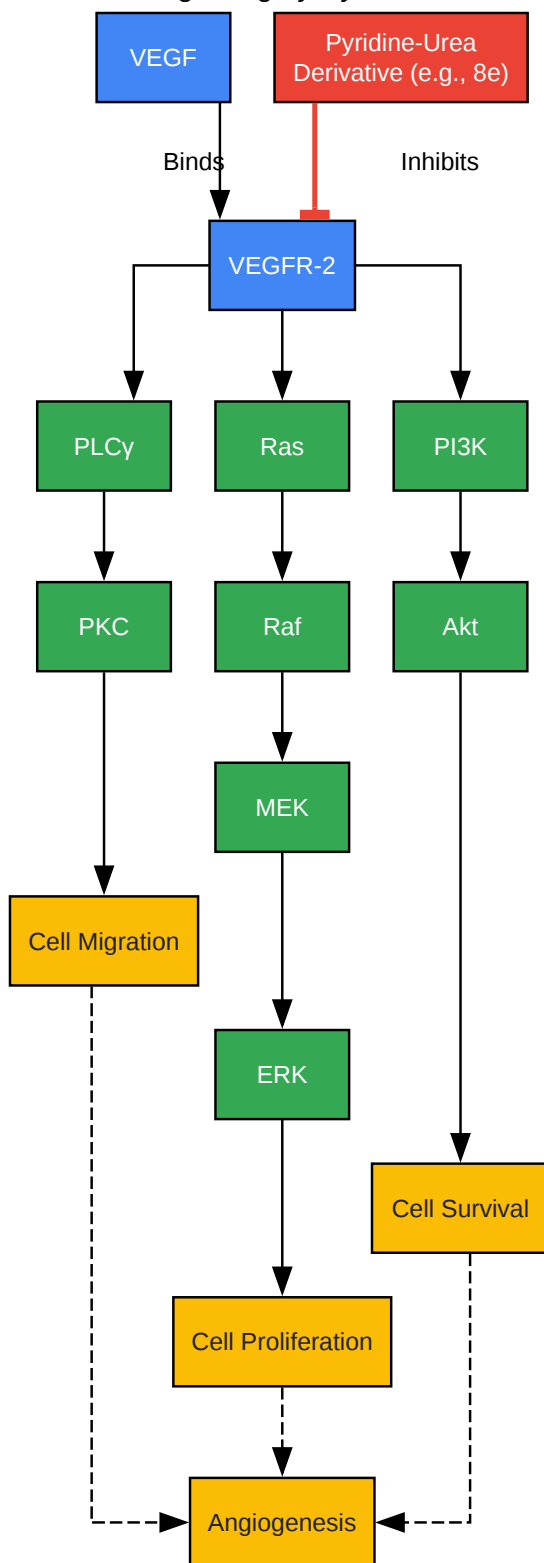 VEGF
Pyridine-Urea
Derivative (e.g., 8e)
Binds
Inhibits
VEGFR-2
PLCγ
Ras
PI3K
PKC
Raf
Akt
MEK
Cell Migration
ERK
Cell Survival
Cell Proliferation
Angiogenesis